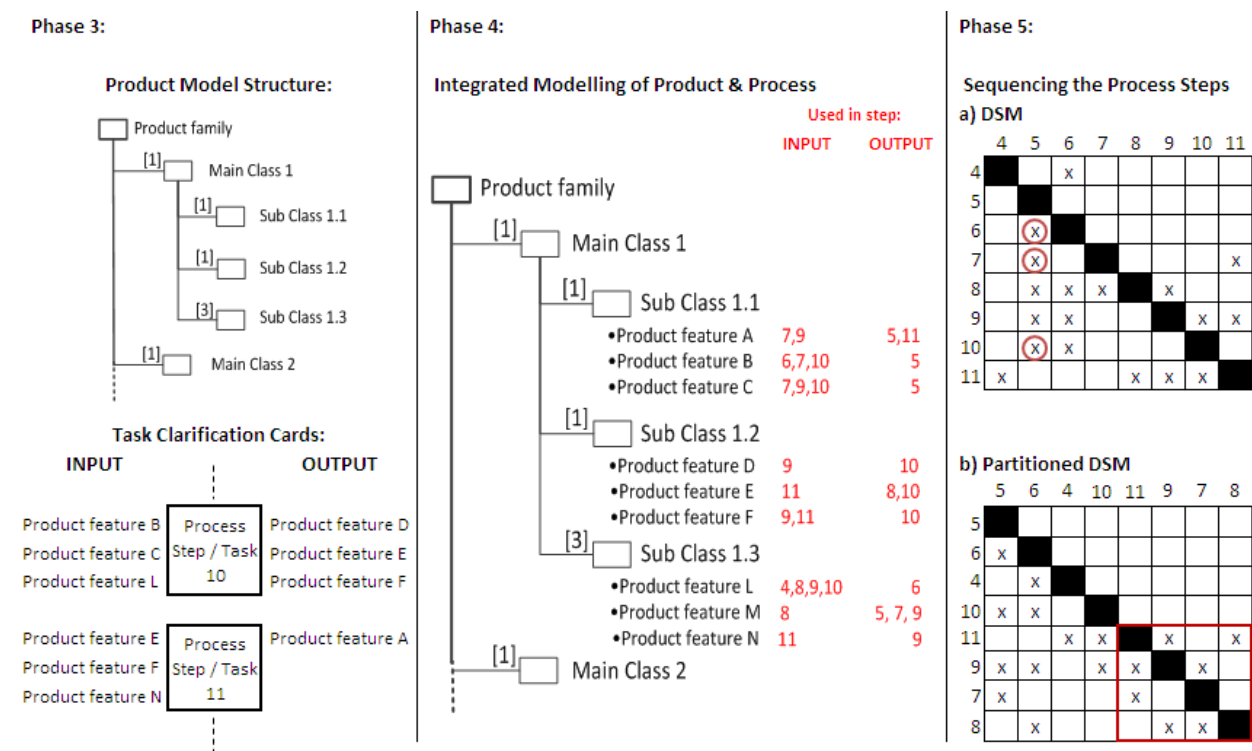 Phase 3:
Product Model Structure:
Product family
[1]
Main Class 1
[1]
Sub Class 1.1
[1]
Sub Class 1.2
[3]
Sub Class 1.3
[1]
Main Class 2
Task Clarification Cards:
INPUT OUTPUT
Product feature B Process Product feature D
Product feature C Step / Task Product feature E
Product feature L 10 Product feature F
Product feature E Process Product feature A
Product feature F Step / Task
Product feature N 11
Phase 4:
Integrated Modelling of Product & Process
Used in step:
INPUT OUTPUT
Product family
[1]
Main Class 1
[1]
Sub Class 1.1
•Product feature A 7,9 5,11
•Product feature B 6,7,10 5
•Product feature C 7,9,10 5
[1]
Sub Class 1.2
•Product feature D 9 10
•Product feature E 11 8,10
•Product feature F 9,11 10
[3]
Sub Class 1.3
•Product feature L 4,8,9,10 6
•Product feature M 8 5, 7, 9
•Product feature N 11 9
[1]
Main Class 2
Phase 5:
Sequencing the Process Steps
a) DSM
4 5 6 7 8 9 10 11
4 x
5
6 x
7 x x
8 x x x x
9 x x x x
10 x x
11 x x x x
b) Partitioned DSM
5 6 4 10 11 9 7 8
5
6 x
4 x
10 x x
11 x x x x
9 x x x x x
7 x x
8 x x x